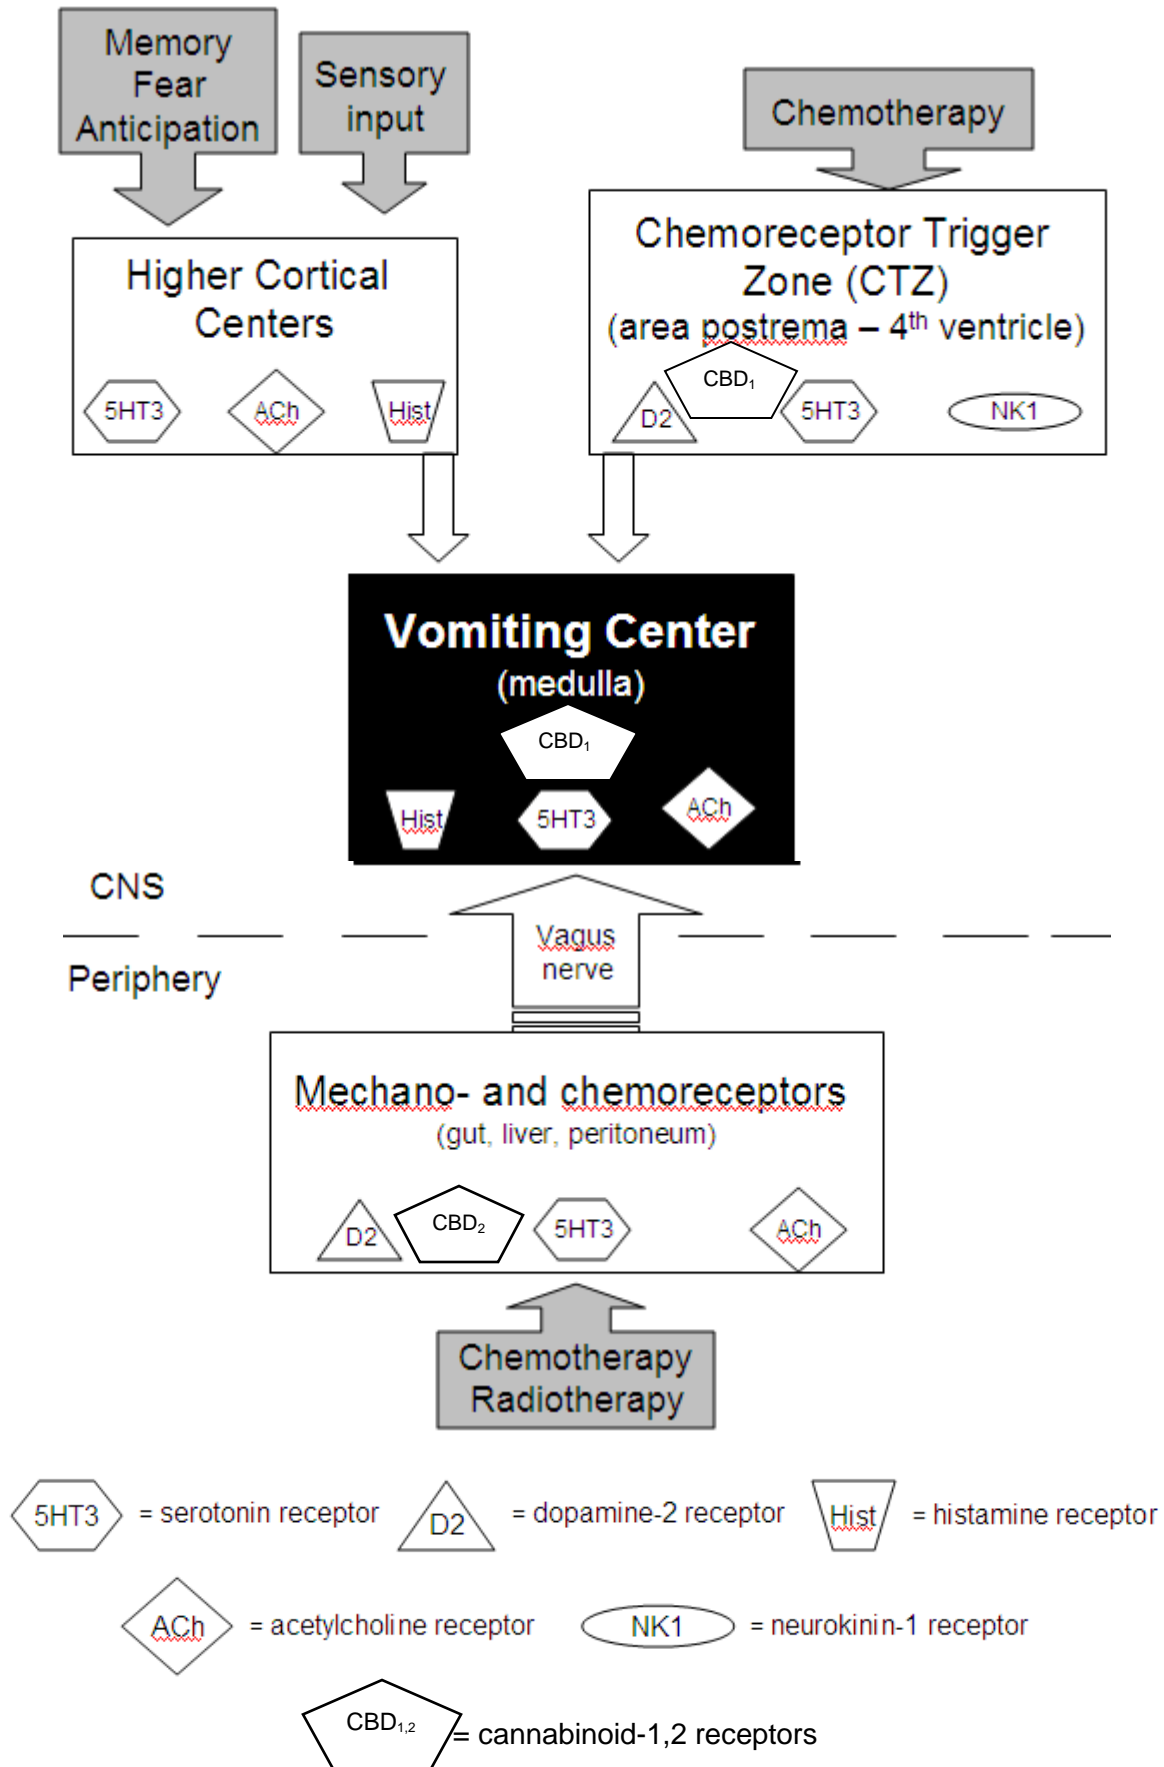 Memory
Fear
Anticipation
Sensory
input
Chemotherapy
Higher Cortical
Centers
5HT3
ACh
Hist
Chemoreceptor Trigger
Zone (CTZ)
(area postrema – 4th ventricle)
D2
CBD1
5HT3
NK1
Vomiting Center
(medulla)
CBD1
Hist
5HT3
ACh
CNS
Periphery
Vagus
nerve
Mechano- and chemoreceptors
(gut, liver, peritoneum)
D2
CBD2
5HT3
ACh
Chemotherapy
Radiotherapy
5HT3 = serotonin receptor
D2 = dopamine-2 receptor
Hist = histamine receptor
ACh = acetylcholine receptor
NK1 = neurokinin-1 receptor
CBD1,2 = cannabinoid-1,2 receptors